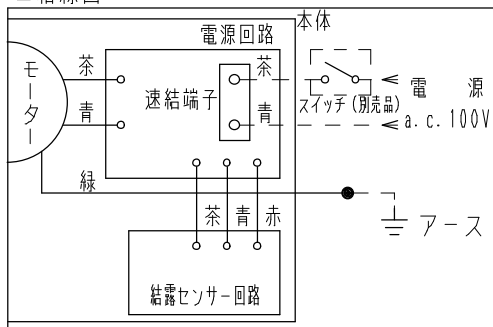 本体
電源回路
茶
茶
モーター
速結端子
スイッチ (別売品)
電 源
a.c.100V
青
青
緑
茶 青 赤
アース
結露センサー回路